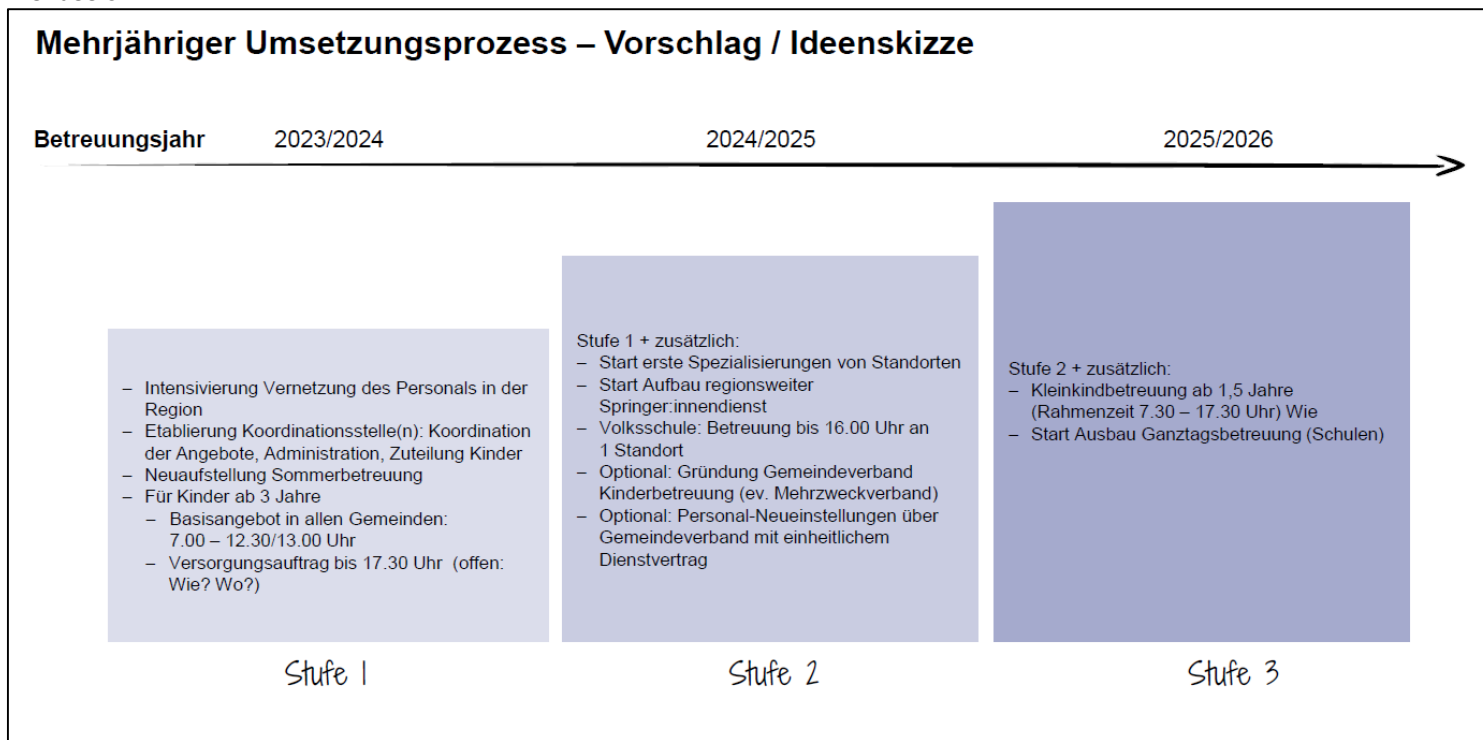 Mehrjähriger Umsetzungsprozess – Vorschlag / Ideenskizze
Betreuungsjahr 2023/2024 2024/2025 2025/2026
– Intensivierung Vernetzung des Personals in der
Region
– Etablierung Koordinationsstelle(n): Koordination
der Angebote, Administration, Zuteilung Kinder
– Neuaufstellung Sommerbetreuung
– Für Kinder ab 3 Jahre
– Basisangebot in allen Gemeinden:
7.00 – 12.30/13.00 Uhr
– Versorgungsauftrag bis 17.30 Uhr (offen:
Wie? Wo?)
Stufe 1
Stufe 1 + zusätzlich:
– Start erste Spezialisierungen von Standorten
– Start Aufbau regionsweiter
Springer:innendienst
– Volksschule: Betreuung bis 16.00 Uhr an
1 Standort
– Optional: Gründung Gemeindeverband
Kinderbetreuung (ev. Mehrzweckverband)
– Optional: Personal-Neueinstellungen über
Gemeindeverband mit einheitlichem
Dienstvertrag
Stufe 2
Stufe 2 + zusätzlich:
– Kleinkindbetreuung ab 1,5 Jahre
(Rahmenzeit 7.30 – 17.30 Uhr) Wie
– Start Ausbau Ganztagsbetreuung (Schulen)
Stufe 3